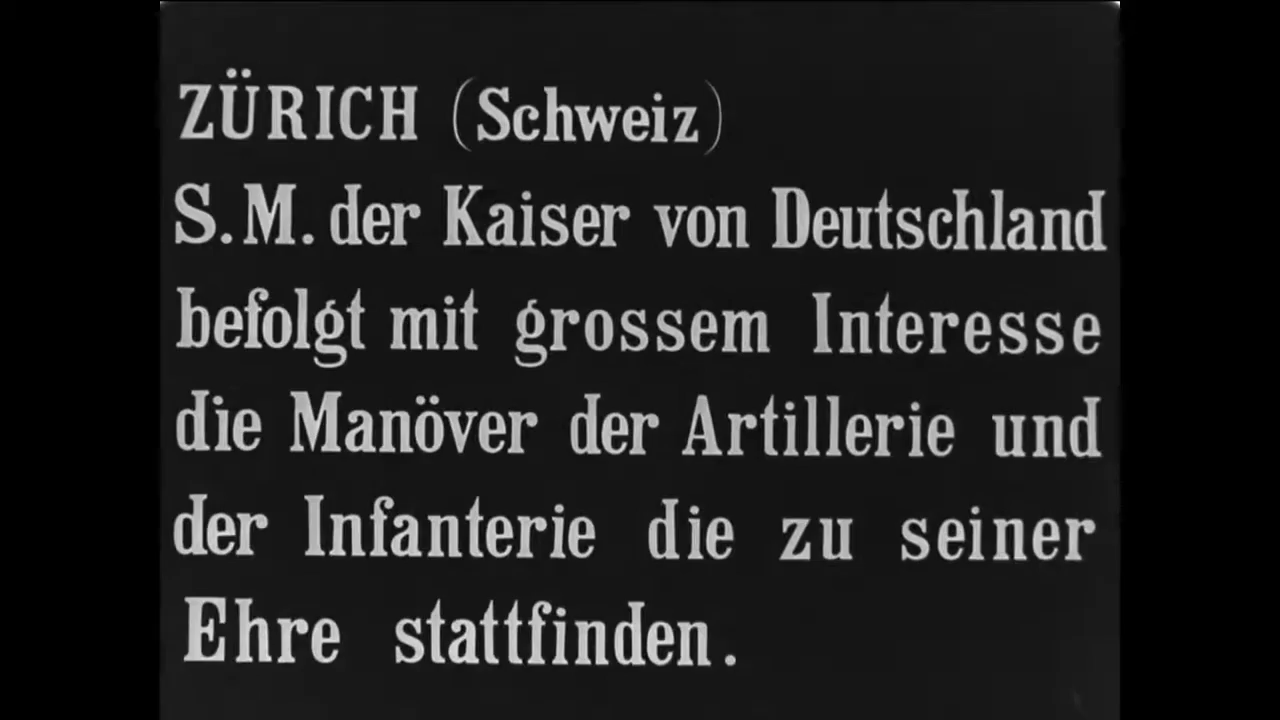 ZÜRICH (Schweiz)
S.M. der Kaiser von Deutschland
befolgt mit grossem Interesse
die Manöver der Artillerie und
der Infanterie die zu seiner
Ehre stattfinden.